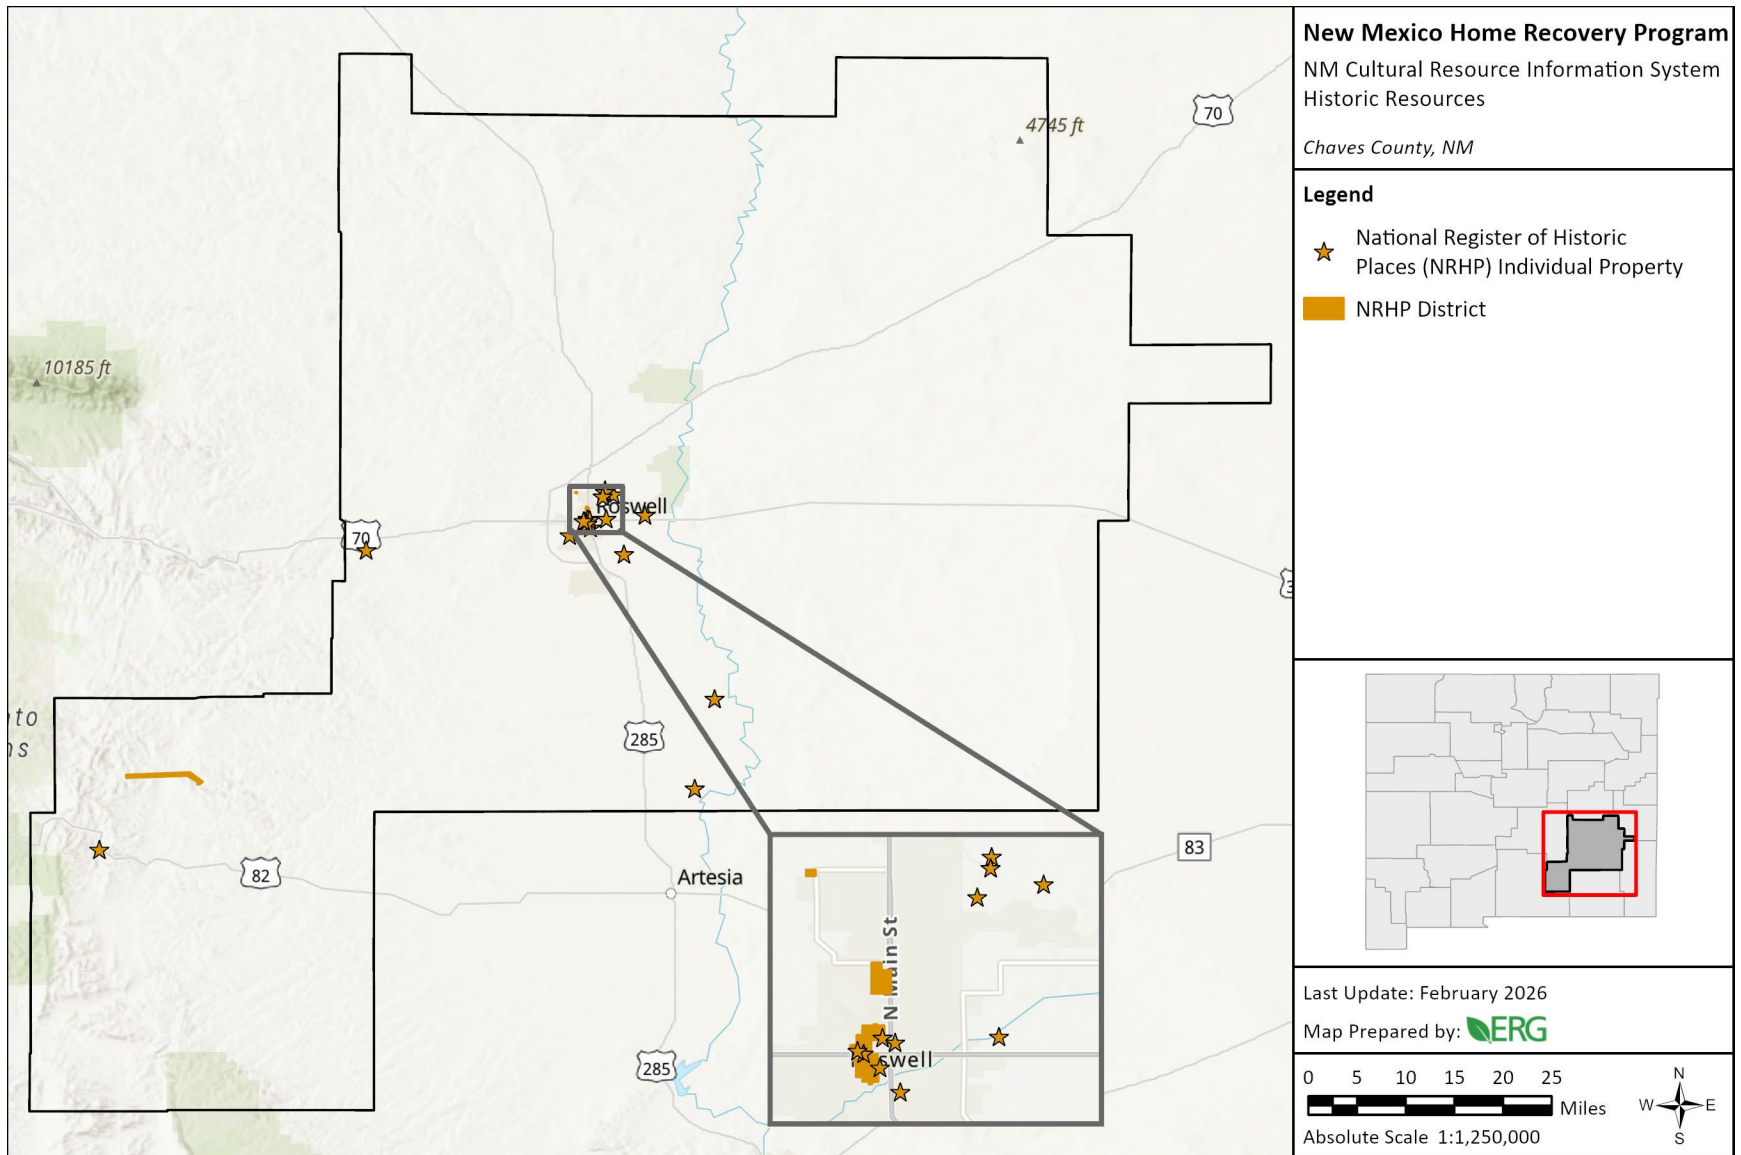 New Mexico Home Recovery Program
NM Cultural Resource Information System
Historic Resources
Chaves County, NM
Legend
National Register of Historic
Places (NRHP) Individual Property
NRHP District
70
4745 ft
10185 ft
Roswell
70
285
82
Artesia
83
285
N Main St
swell
Last Update: February 2026
Map Prepared by: ERG
0 5 10 15 20 25
Miles
Absolute Scale 1:1,250,000
N
W E
S